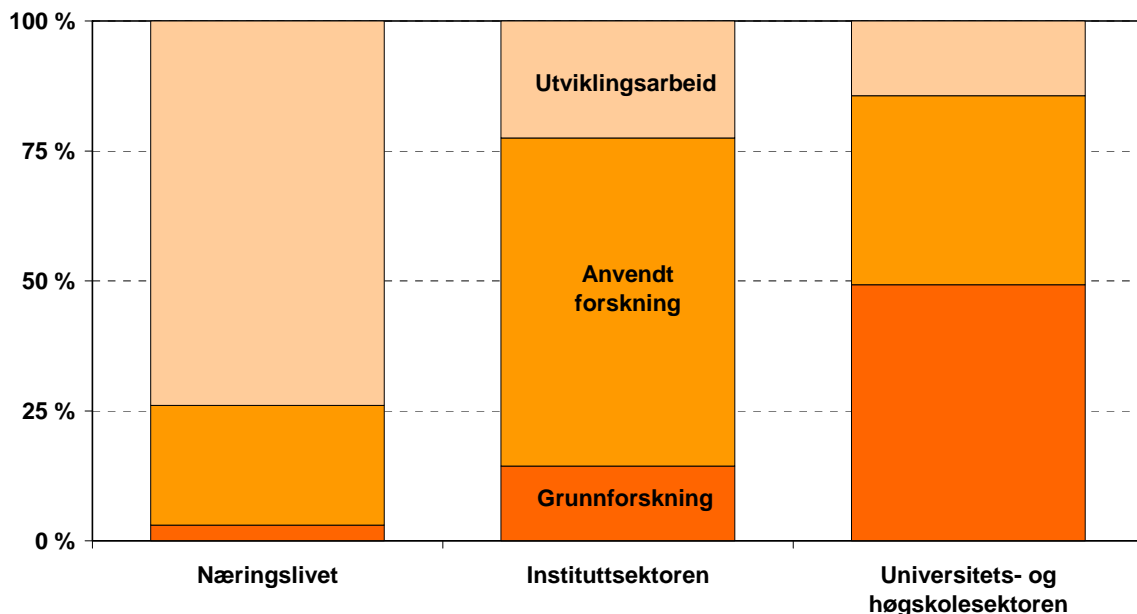 100 %
Utviklingsarbeid
75 %
Anvendt
50 %
forskning
25 %
Grunnforskning
0 %
Næringslivet
Instituttsektoren
Universitets- og
høgskolesektoren